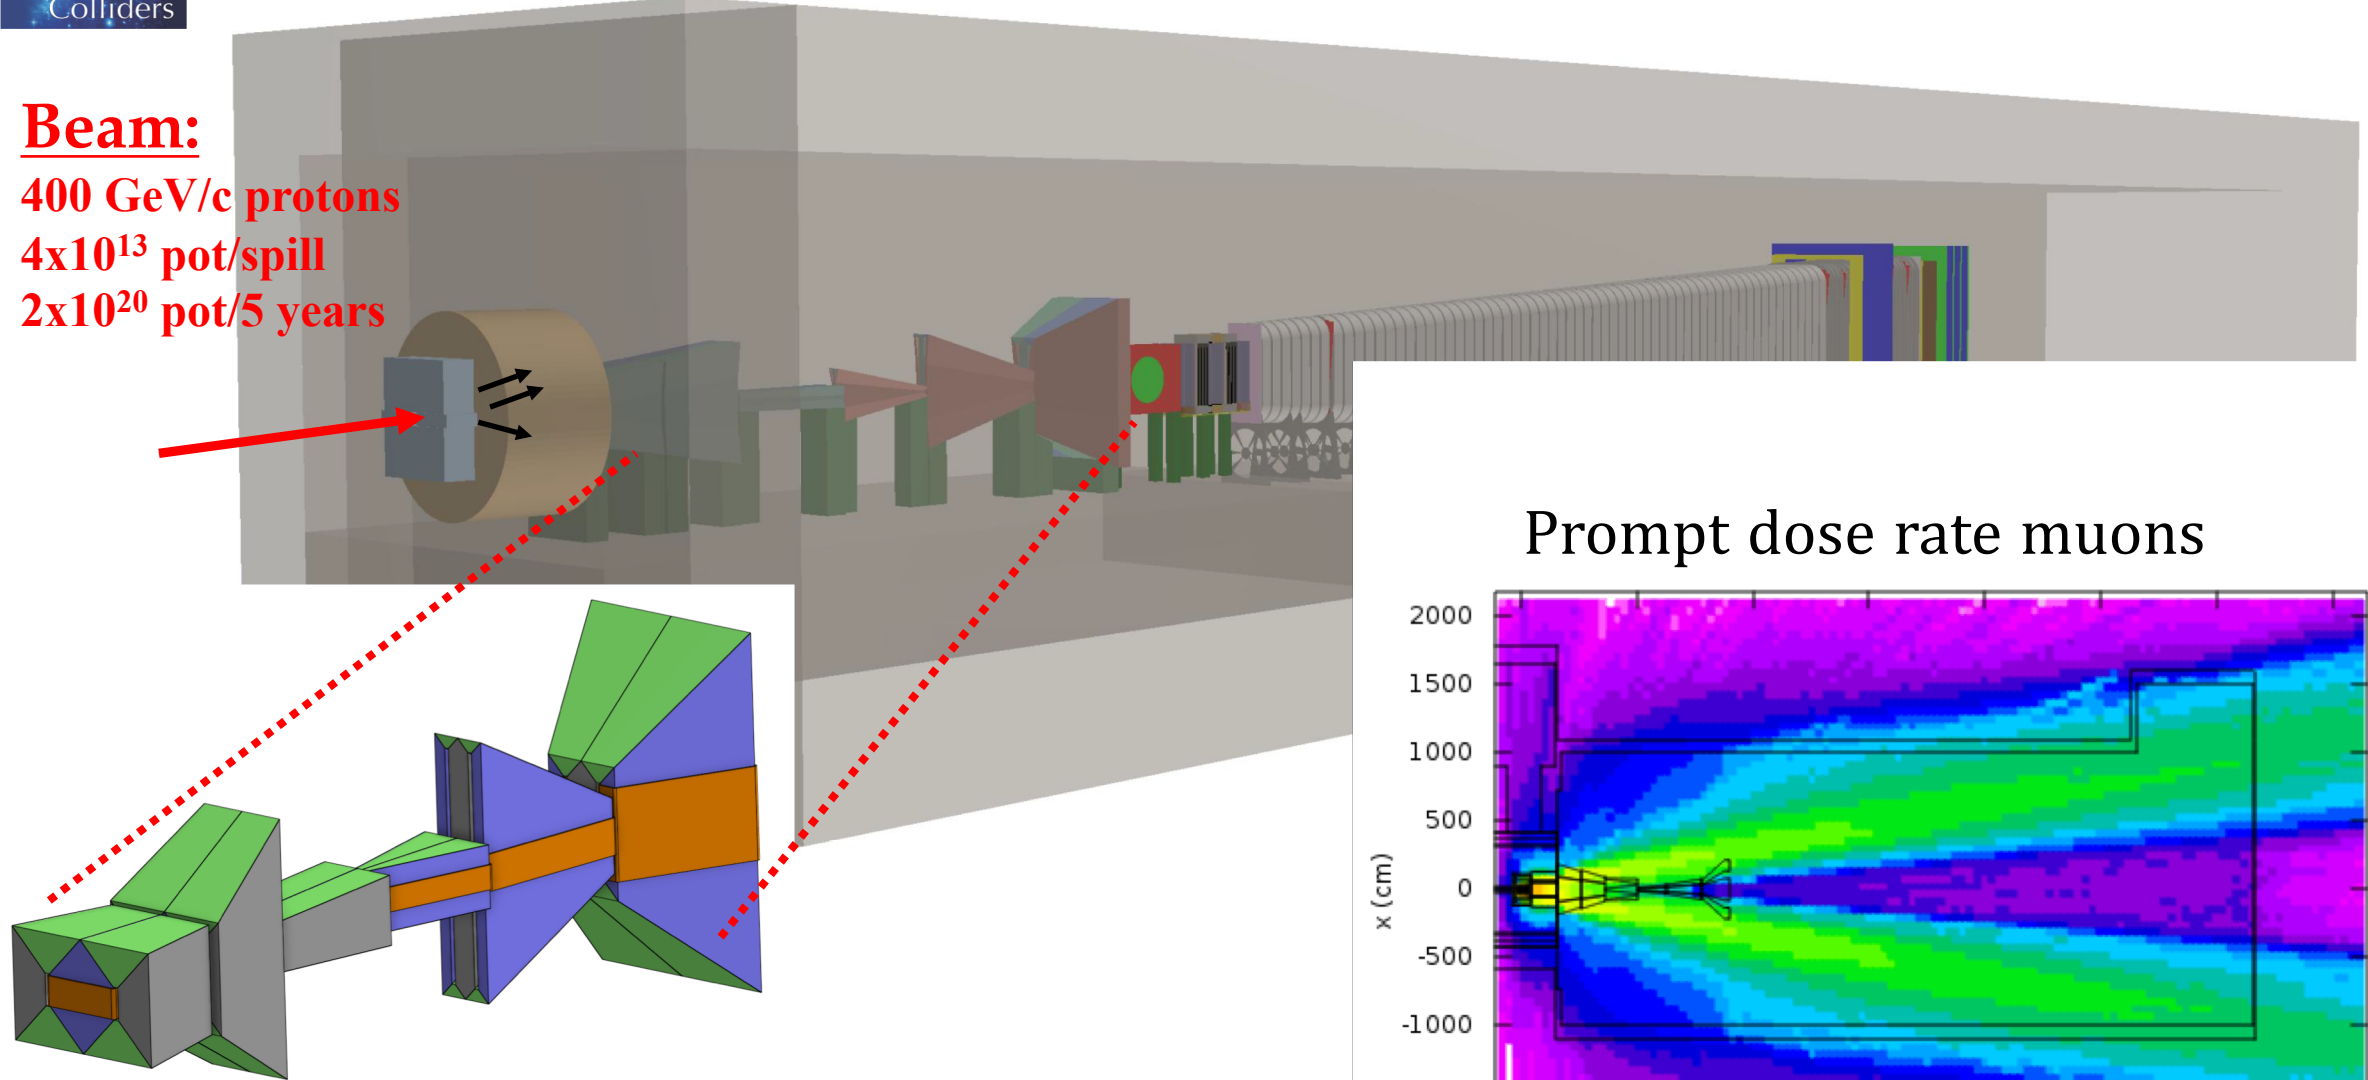 Colliders
Beam:
400 GeV/c protons
4x10¹³ pot/spill
2x10²⁰ pot/5 years
Prompt dose rate muons
2000
1500
1000
500
0
-500
-1000
x (cm)